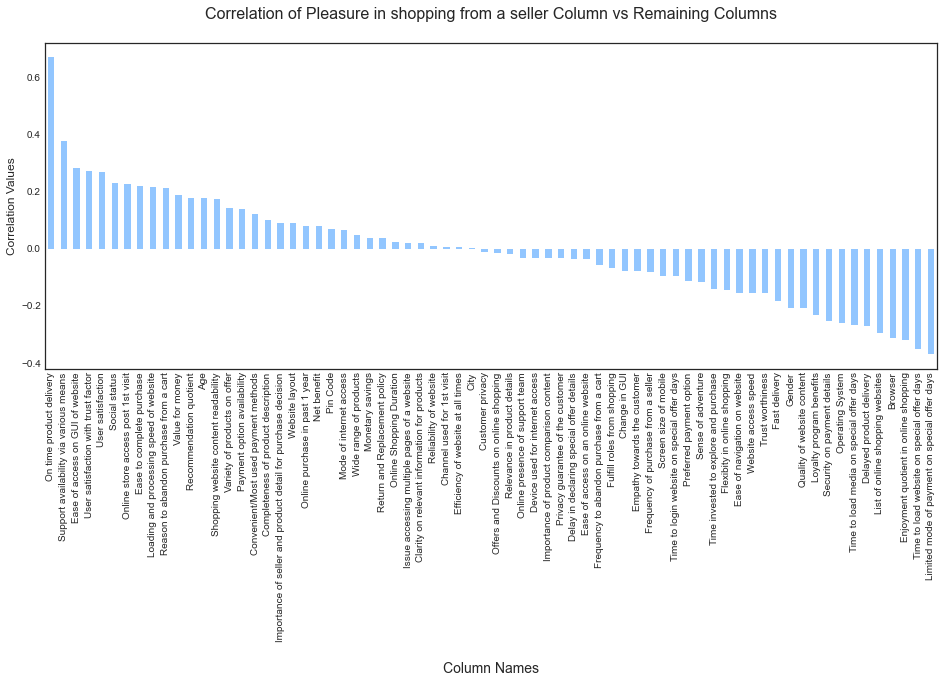 Correlation of Pleasure in shopping from a seller Column vs Remaining Columns
Correlation Values
0.6
0.4
0.2
0.0
−0.2
−0.4
On time product delivery
Support availability via various means
Ease of access on GUI of website
User satisfaction with trust factor
User satisfaction
Social status
Online store access post 1st visit
Ease to complete purchase
Loading and processing speed of website
Reason to abandon purchase from a cart
Value for money
Recommendation quotient
Age
Shopping website content readability
Variety of products on offer
Payment option availability
Convenient/Most used payment methods
Completeness of product description
Importance of seller and product detail for purchase decision
Website layout
Online purchase in past 1 year
Net benefit
Pin Code
Mode of internet access
Wide range of products
Monetary savings
Return and Replacement policy
Online Shopping Duration
Issue accessing multiple pages of a website
Clarity on relevant information for products
Reliability of website
Channel used for 1st visit
Efficiency of website at all times
City
Customer privacy
Offers and Discounts on online shopping
Relevance in product details
Online presence of support team
Device used for internet access
Importance of product comparison content
Privacy guarantee of the customer
Delay in declaring special offer details
Ease of access on an online website
Frequency to abandon purchase from a cart
Fulfill roles from shopping
Change in GUI
Empathy towards the customer
Frequency of purchase from a seller
Screen size of mobile
Time to login website on special offer days
Preferred payment option
Sense of adventure
Time invested to explore and purchase
Flexibity in online shopping
Ease of navigation on website
Website access speed
Trust worthiness
Fast delivery
Gender
Quality of website content
Loyalty program benefits
Security on payment details
Operating System
Time to load media on special offer days
Delayed product delivery
List of online shopping websites
Browser
Enjoyment quotient in online shopping
Time to load website on special offer days
Limited mode of payment on special offer days
Column Names